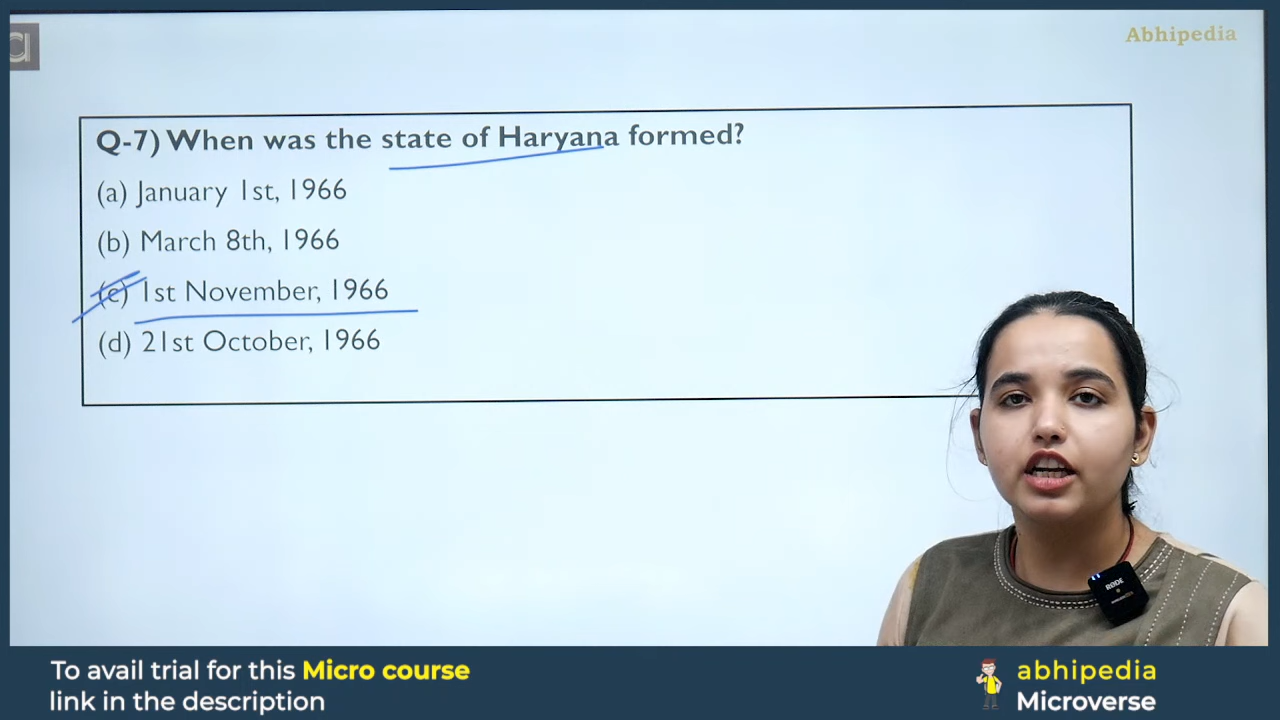 a
Abhipedia
Q-7) When was the state of Haryana formed?
(a) January 1st, 1966
(b) March 8th, 1966
(c) 1st November, 1966
(d) 21st October, 1966
RODE
To avail trial for this Micro course
link in the description
abhipedia
Microverse